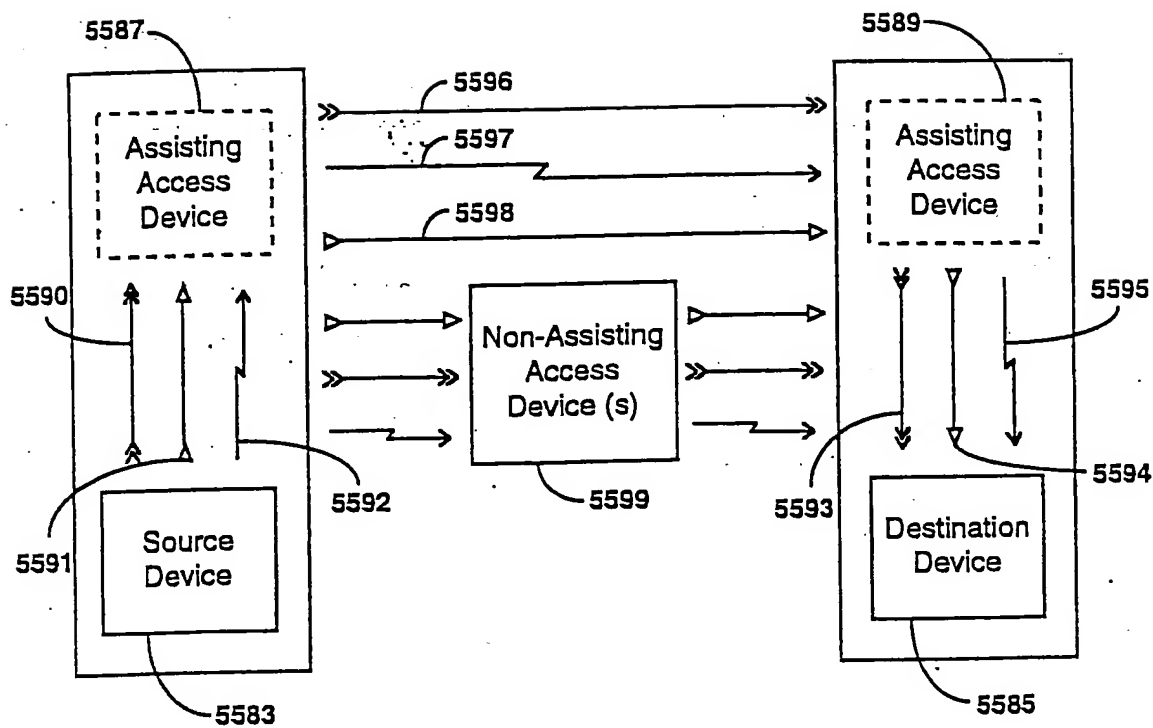 5587
5589
5596
5597
5598
Assisting
Access
Device
Assisting
Access
Device
5590
5595
Non-Assisting
Access
Device (s)
5591
5592
5599
5593
5594
Source
Device
Destination
Device
5583
5585